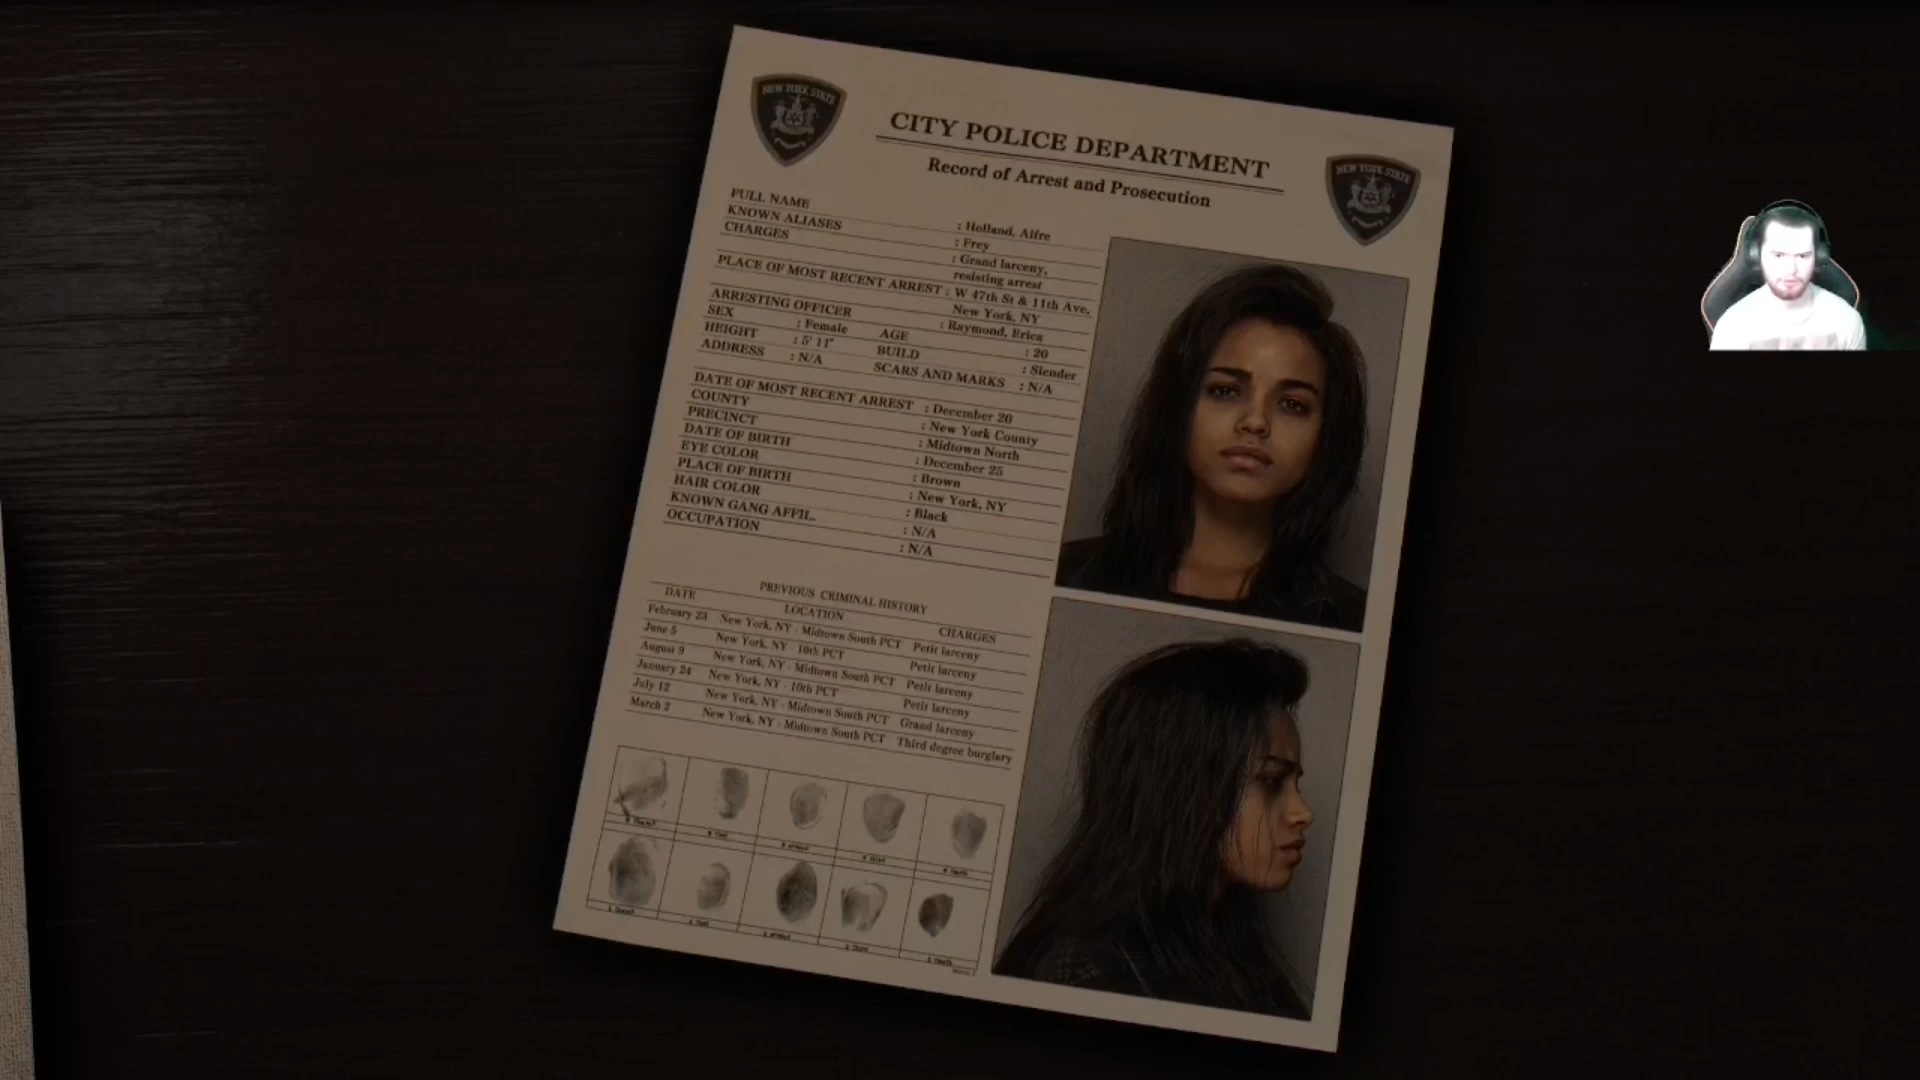 NEW YORK STATE
CITY POLICE DEPARTMENT
NEW YORK STATE
Record of Arrest and Prosecution
FULL NAME : Holland, Alfre
KNOWN ALIASES : Frey
CHARGES : Grand larceny,
resisting arrest
PLACE OF MOST RECENT ARREST : W 47th St & 11th Ave,
New York, NY
ARRESTING OFFICER : Raymond, Erica
SEX : Female AGE : 20
HEIGHT : 5' 11" BUILD : Slender
ADDRESS : N/A SCARS AND MARKS : N/A
DATE OF MOST RECENT ARREST : December 20
COUNTY : New York County
PRECINCT : Midtown North
DATE OF BIRTH : December 25
EYE COLOR : Brown
PLACE OF BIRTH : New York, NY
HAIR COLOR : Black
KNOWN GANG AFFIL. : N/A
OCCUPATION : N/A
PREVIOUS CRIMINAL HISTORY
DATE LOCATION CHARGES
February 23 New York, NY - Midtown South PCT Petit larceny
June 5 New York, NY - 10th PCT Petit larceny
August 9 New York, NY - Midtown South PCT Petit larceny
January 24 New York, NY - 10th PCT Petit larceny
July 12 New York, NY - Midtown South PCT Grand larceny
March 2 New York, NY - Midtown South PCT Third degree burglary